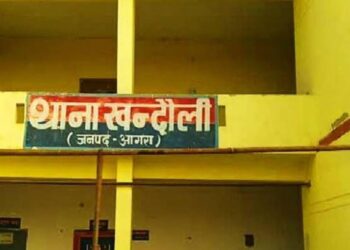 थाना खन्दौली
( जनपद - आगरा )